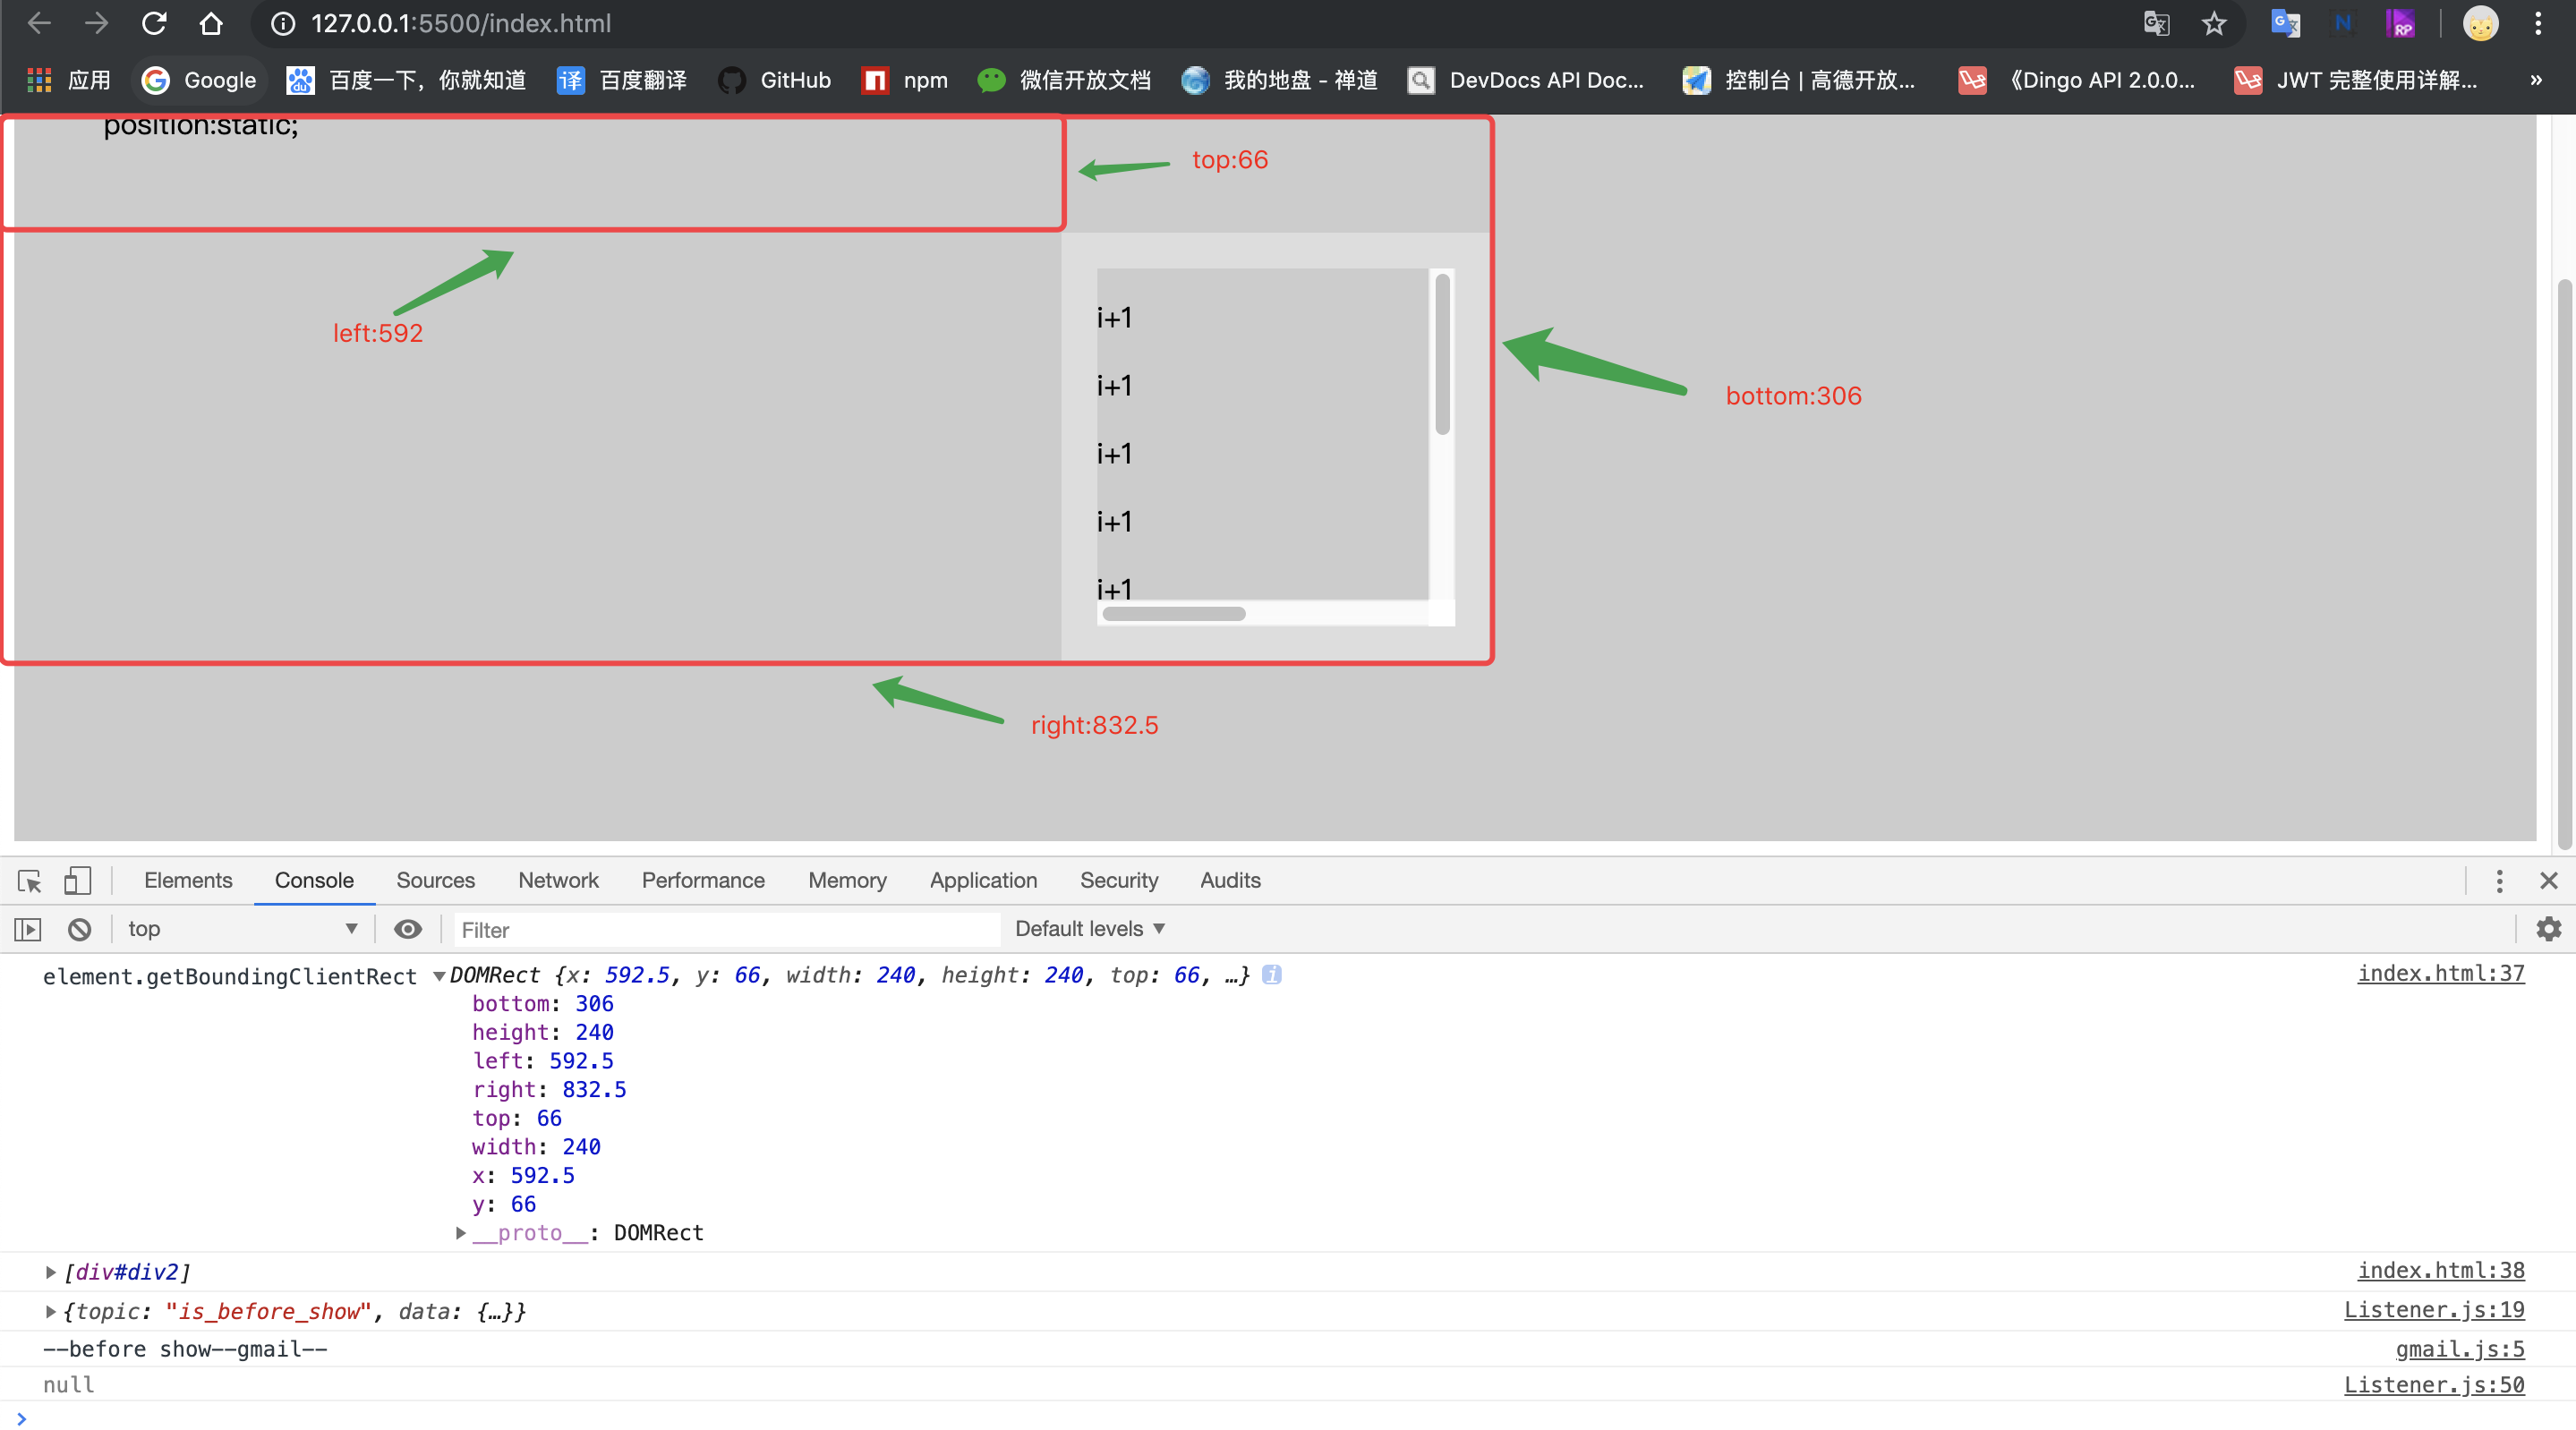 127.0.0.1:5500/index.html
应用 Google 百度一下，你就知道 百度翻译 GitHub npm 微信开放文档 我的地盘 - 禅道 DevDocs API Doc... 控制台 | 高德开放... 《Dingo API 2.0.0... JWT 完整使用详解... »
position:static;
top:66
left:592
i+1
i+1
bottom:306
i+1
i+1
i+1
right:832.5
Elements Console Sources Network Performance Memory Application Security Audits
top Filter Default levels
element.getBoundingClientRect DOMRect {x: 592.5, y: 66, width: 240, height: 240, top: 66, …} index.html:37
bottom: 306
height: 240
left: 592.5
right: 832.5
top: 66
width: 240
x: 592.5
y: 66
__proto__: DOMRect
[div#div2] index.html:38
{topic: "is_before_show", data: {…}} Listener.js:19
--before show--gmail-- gmail.js:5
null Listener.js:50